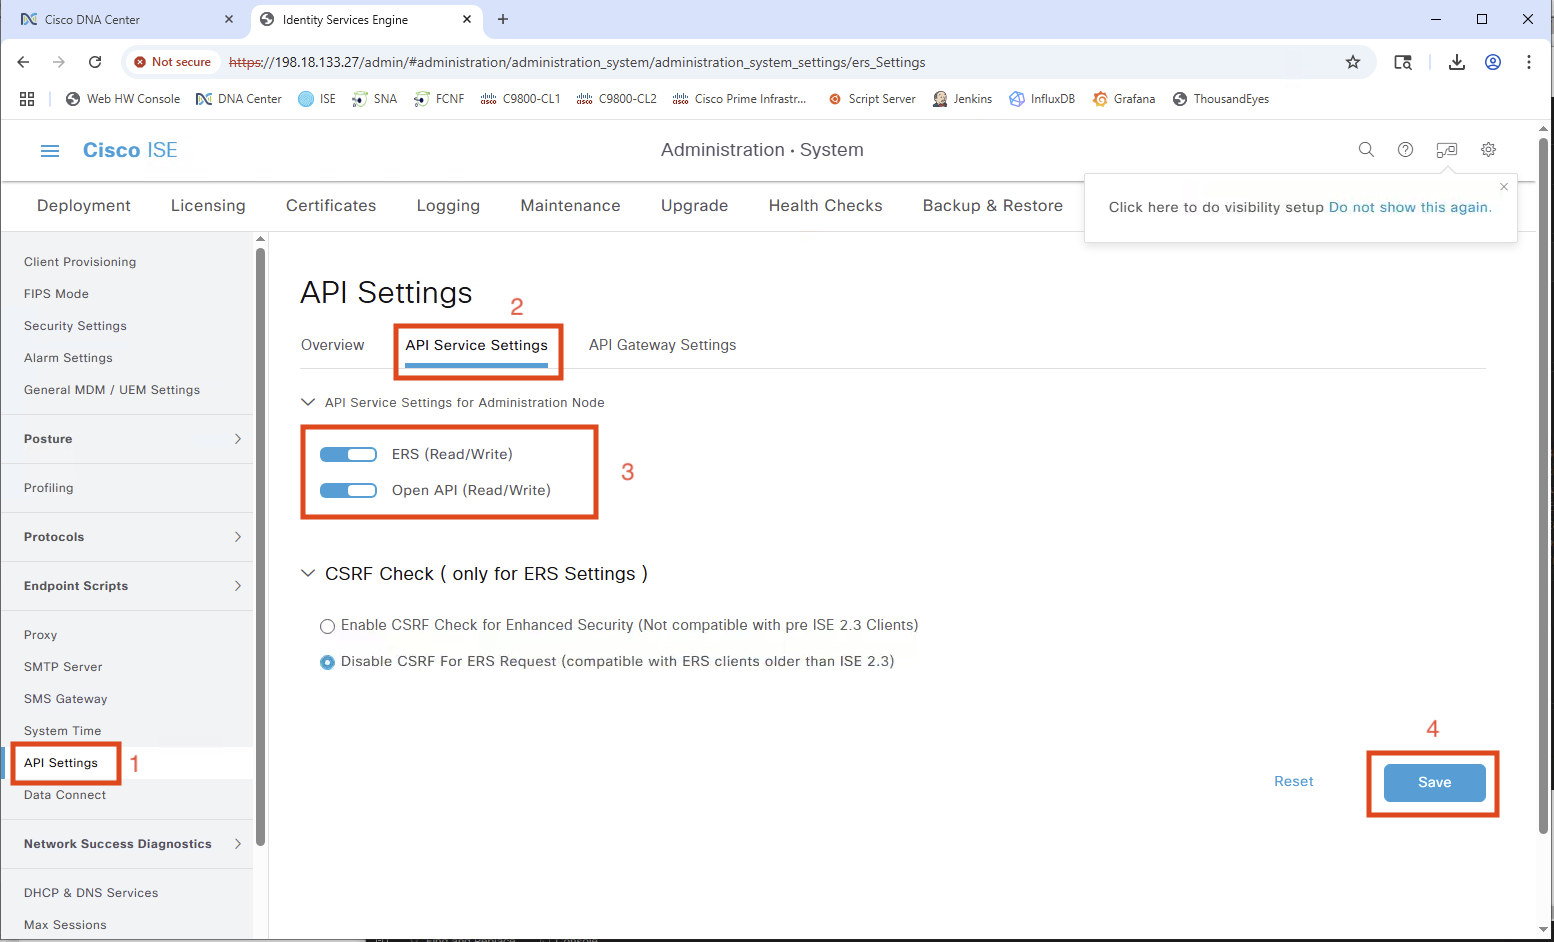 Cisco DNA Center
Identity Services Engine
Not secure
https://198.18.133.27/admin/#administration/administration_system/administration_system_settings/ers_Settings
Web HW Console DNA Center ISE SNA FCNF C9800-CL1 C9800-CL2 Cisco Prime Infrastr... Script Server Jenkins InfluxDB Grafana ThousandEyes
Cisco ISE
Administration · System
Deployment Licensing Certificates Logging Maintenance Upgrade Health Checks Backup & Restore
Click here to do visibility setup Do not show this again.
Client Provisioning
FIPS Mode
Security Settings
Alarm Settings
General MDM / UEM Settings
Posture
Profiling
Protocols
Endpoint Scripts
Proxy
SMTP Server
SMS Gateway
System Time
API Settings
1
Data Connect
Network Success Diagnostics
DHCP & DNS Services
Max Sessions
API Settings
2
Overview API Service Settings API Gateway Settings
API Service Settings for Administration Node
ERS (Read/Write)
Open API (Read/Write)
3
CSRF Check ( only for ERS Settings )
Enable CSRF Check for Enhanced Security (Not compatible with pre ISE 2.3 Clients)
Disable CSRF For ERS Request (compatible with ERS clients older than ISE 2.3)
4
Reset Save